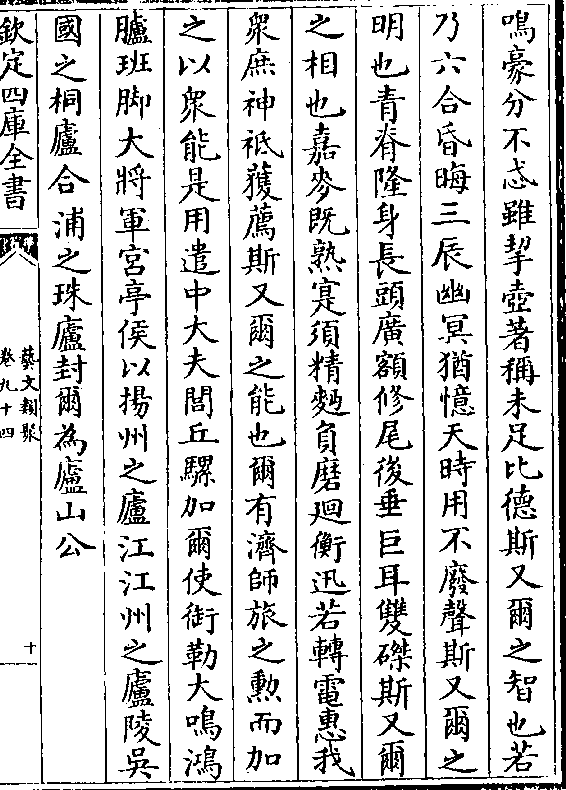 鳴豪分不忒雖挈壺著稱未足比德斯又爾之智也若
乃六合昏晦三辰幽冥猶憶天時用不廢聲斯又爾之
明也青脊隆身長頭廣額修尾後垂巨耳雙磔斯又爾
之相也嘉麥既熟寔須精麪負磨迴衡迅若轉電惠我
衆庶神祇獲薦斯又爾之能也爾有濟師旅之勲而加
之以衆能是用遣中大夫閭丘騾加爾使衘勒大鳴鴻
臚班脚大將軍宮亭侯以揚州之廬江江州之廬陵吳
國之桐廬合浦之珠廬封爾為廬山公
欽定四庫全書
藝文類聚
卷九十四
十